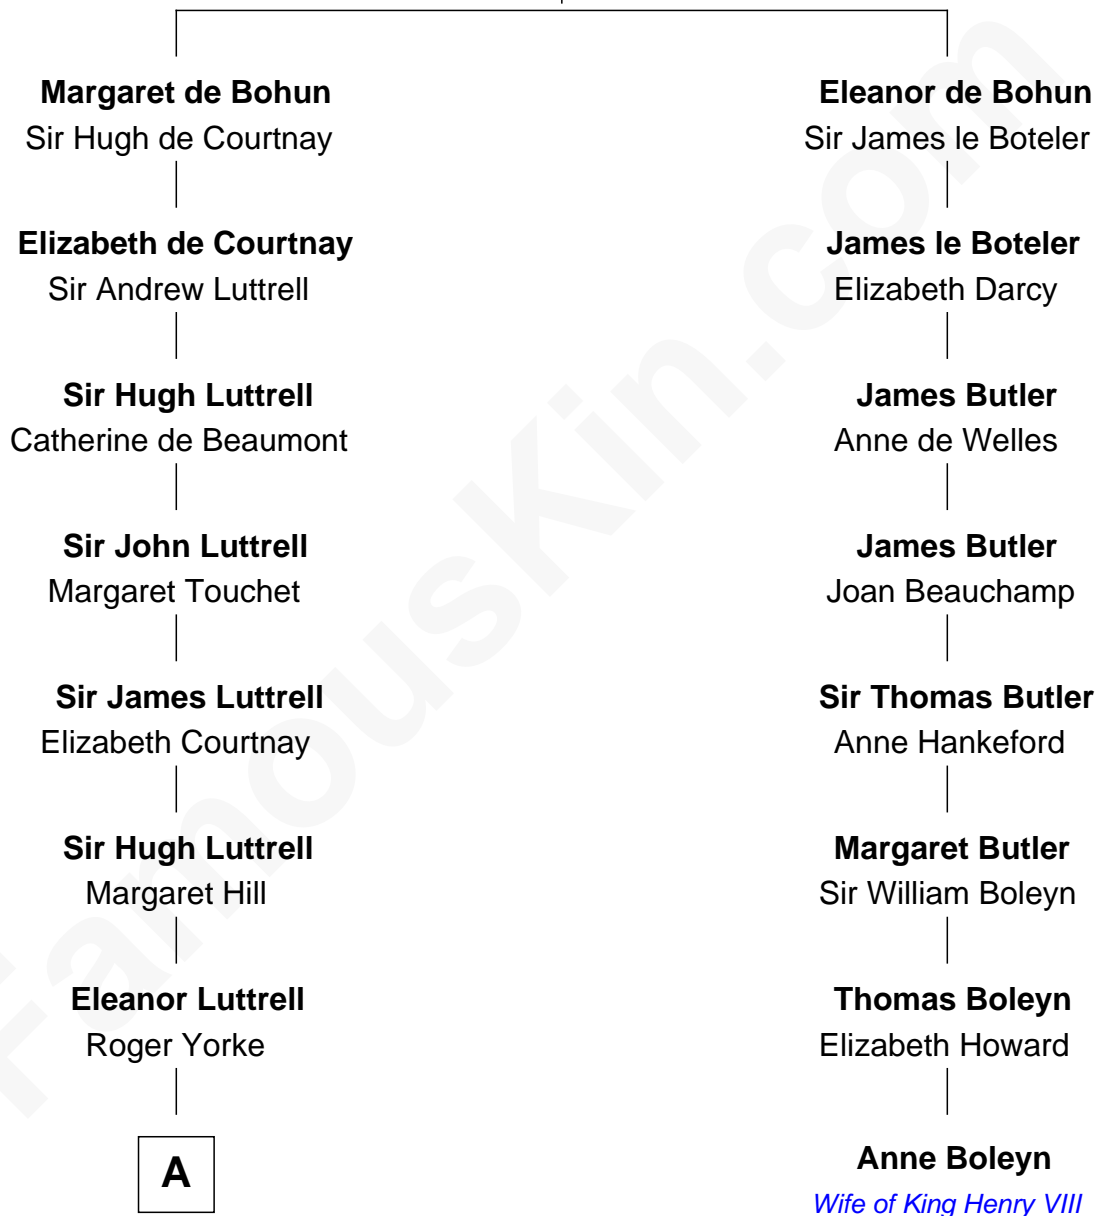 Margaret de Bohun
Sir Hugh de Courtnay
Elizabeth de Courtnay
Sir Andrew Luttrell
Sir Hugh Luttrell
Catherine de Beaumont
Sir John Luttrell
Margaret Touchet
Sir James Luttrell
Elizabeth Courtnay
Sir Hugh Luttrell
Margaret Hill
Eleanor Luttrell
Roger Yorke
A
Eleanor de Bohun
Sir James le Boteler
James le Boteler
Elizabeth Darcy
James Butler
Anne de Welles
James Butler
Joan Beauchamp
Sir Thomas Butler
Anne Hankeford
Margaret Butler
Sir William Boleyn
Thomas Boleyn
Elizabeth Howard
Anne Boleyn
Wife of King Henry VIII
FamousKin.com